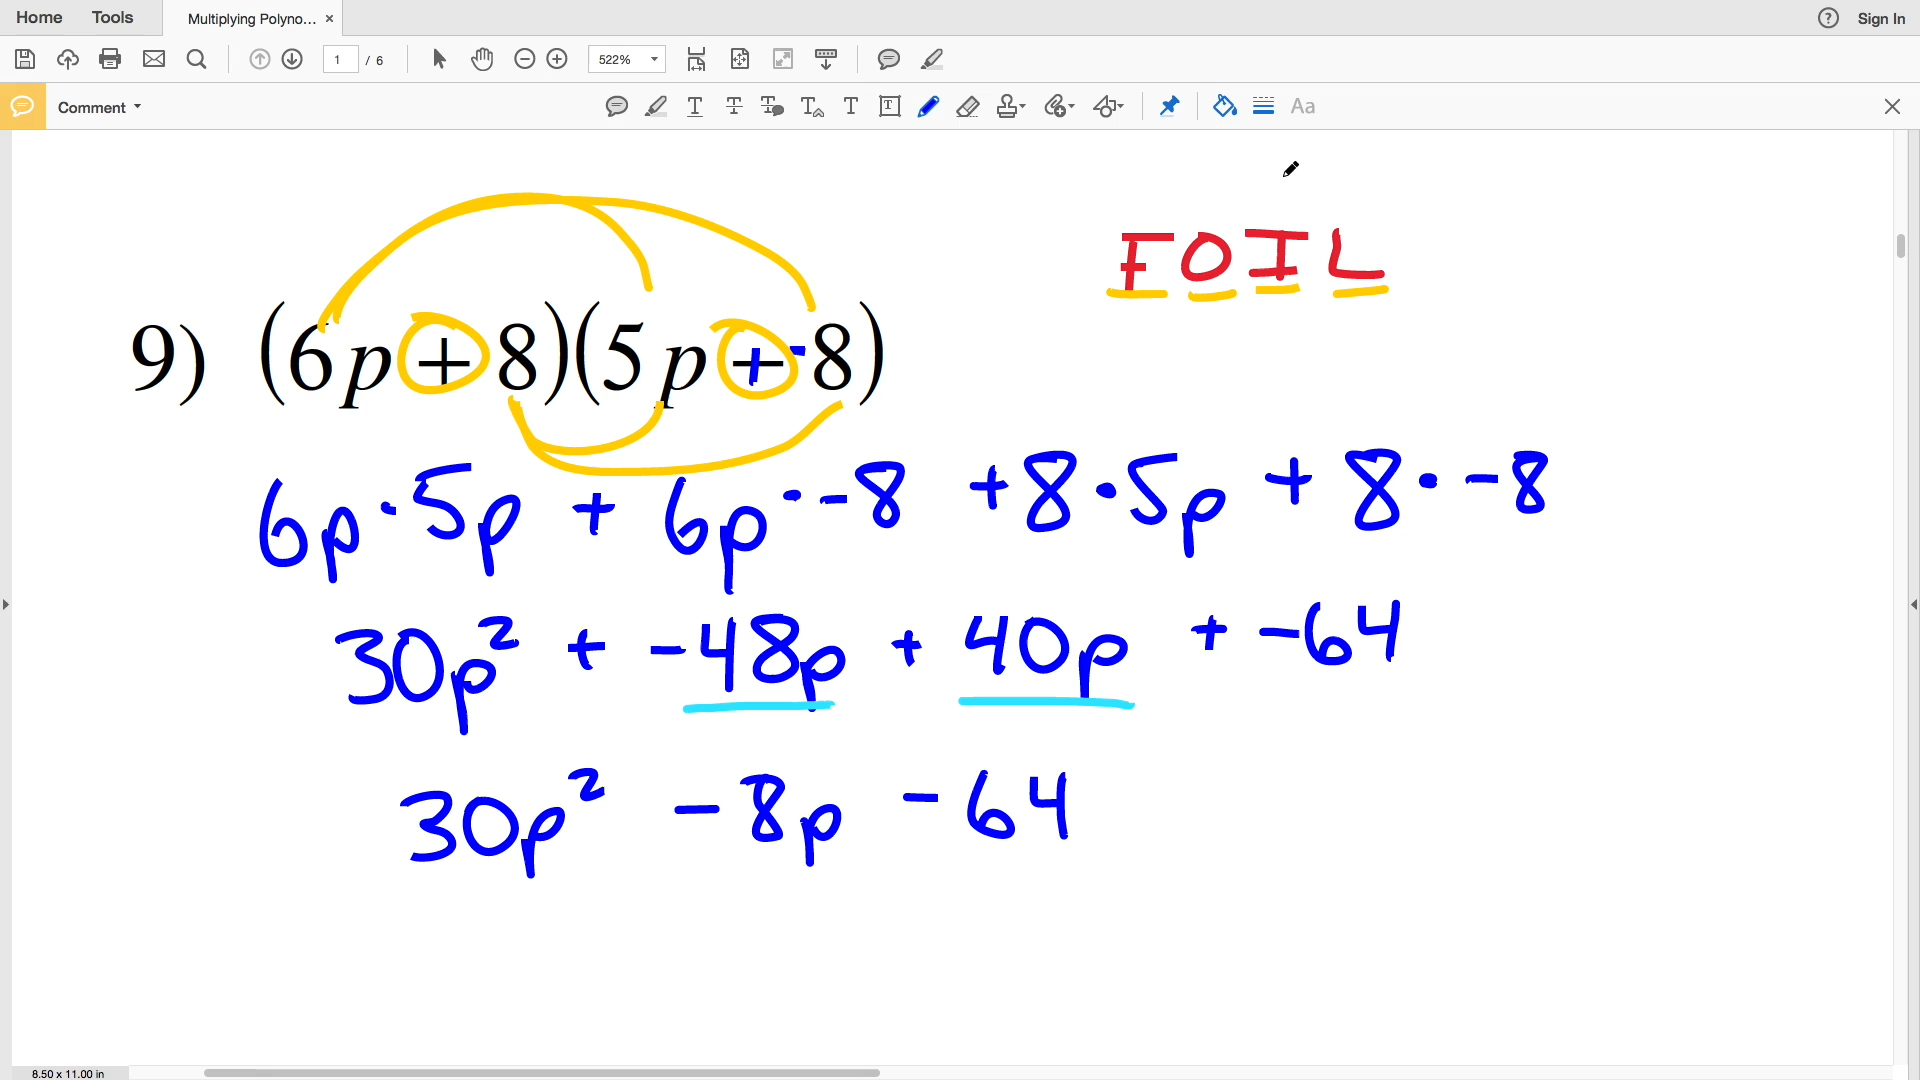 Home Tools Multiplying Polyno... × ? Sign In
1 / 6 522%
Comment Aa
FOIL
9) (6p + 8)(5p + -8)
6p · 5p + 6p · -8 + 8 · 5p + 8 · -8
30p² + -48p + 40p + -64
30p² - 8p - 64
8.50 x 11.00 in